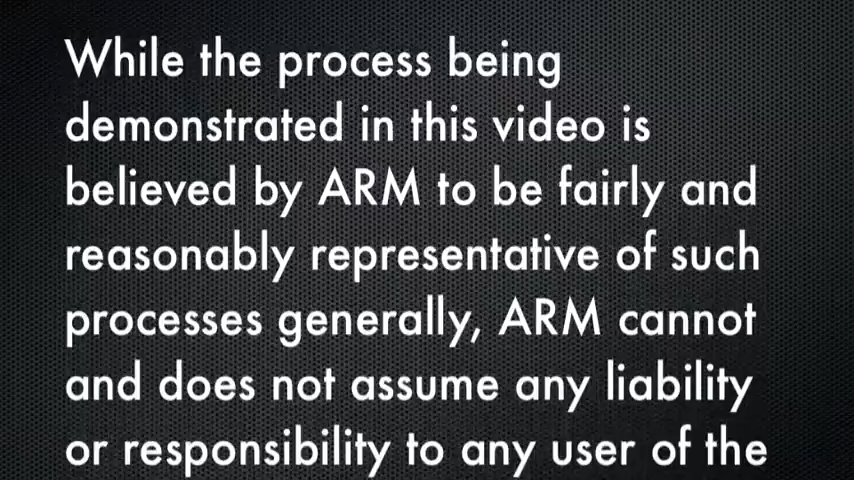 While the process being
demonstrated in this video is
believed by ARM to be fairly and
reasonably representative of such
processes generally, ARM cannot
and does not assume any liability
or responsibility to any user of the